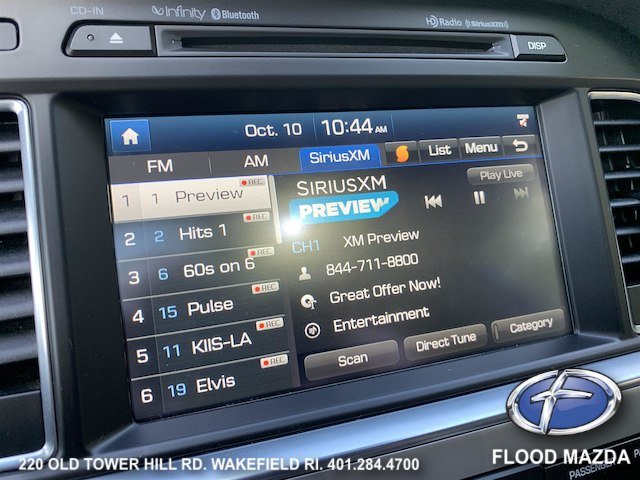 CD-IN
Infinity
Bluetooth
HD Radio
((SiriusXM))
DISP
Oct. 10
10:44 AM
FM
AM
SiriusXM
List
Menu
1 1 Preview
REC
2 2 Hits 1
REC
3 6 60s on 6
REC
4 15 Pulse
REC
5 11 KIIS-LA
REC
6 19 Elvis
REC
SIRIUSXM
PREVIEW
Play Live
CH1 XM Preview
844-711-8800
Great Offer Now!
Entertainment
Scan
Direct Tune
Category
PASSENGER
220 OLD TOWER HILL RD. WAKEFIELD RI. 401.284.4700
FLOOD MAZDA